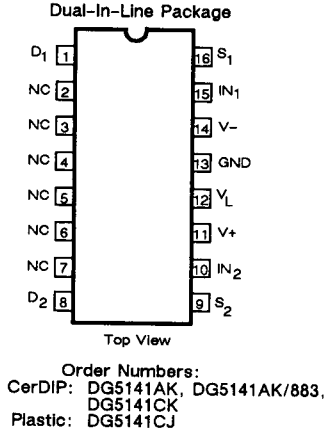 Dual-In-Line Package
D1 1 16 S1
NC 2 15 IN1
NC 3 14 V-
NC 4 13 GND
NC 5 12 VL
NC 6 11 V+
NC 7 10 IN2
D2 8 9 S2
Top View
Order Numbers:
CerDIP: DG5141AK, DG5141AK/883,
DG5141CK
Plastic: DG5141CJ